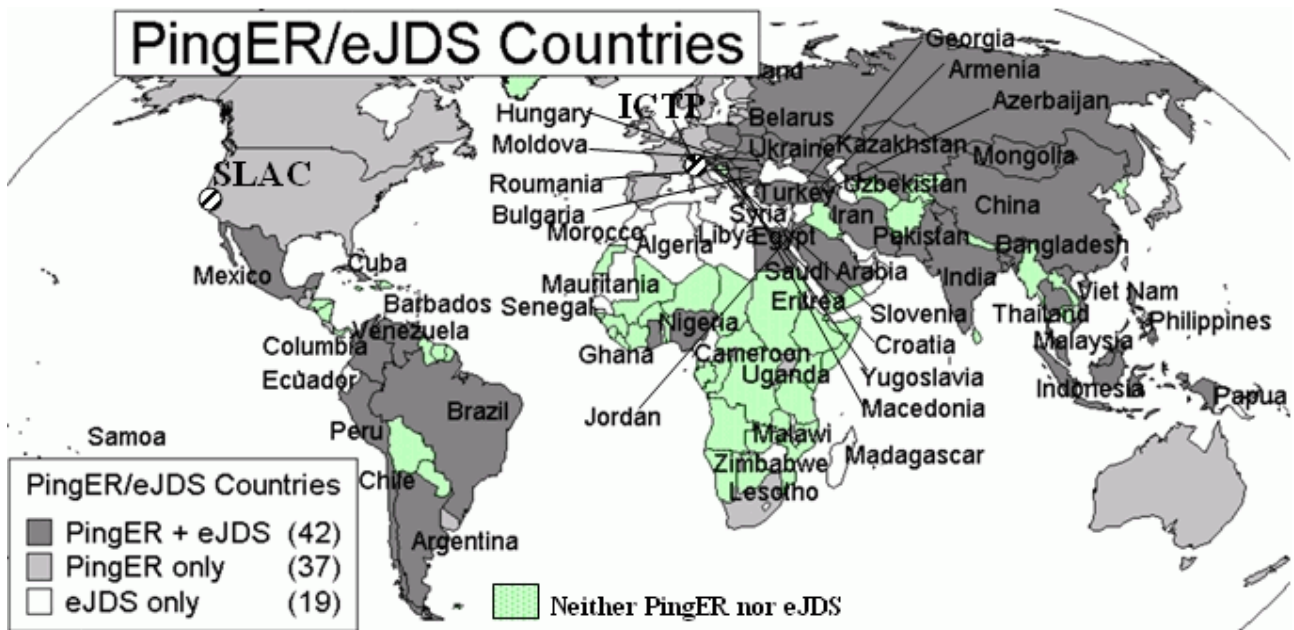 PingER/eJDS Countries
Georgia
land
Armenia
ICTP
Hungary
Azerbaijan
Belarus
Moldova
Ukraine
Kazakhstan
Mongolia
SLAC
Roumania
Turkey
Uzbekistan
China
Bulgaria
Syria
Iran
Morocco
Algeria
Libya
Egypt
Pakistan
Bangladesh
Mexico
Cuba
Mauritania
Saudi Arabia
India
Barbados
Senegal
Eritrea
Viet Nam
Slovenia
Thailand
Philippines
Nigeria
Venezuela
Columbia
Ghana
Cameroon
Croatia
Malaysia
Ecuador
Uganda
Yugoslavia
Indonesia
Papua
Jordan
Macedonia
Brazil
Peru
Samoa
Malawi
Madagascar
Zimbabwe
Chile
Lesotho
Argentina
PingER/eJDS Countries
PingER + eJDS (42)
PingER only (37)
eJDS only (19)
Neither PingER nor eJDS